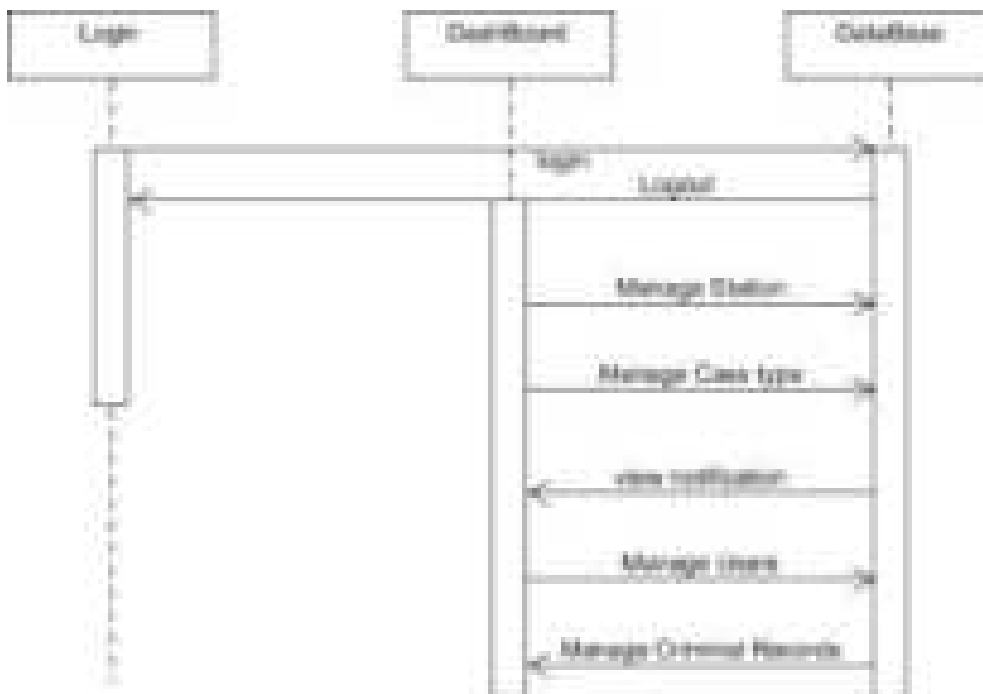 Login
DashBoard
DataBase
login
Logout
Manage Station
Manage Case type
view notification
Manage Users
Manage Criminal Records